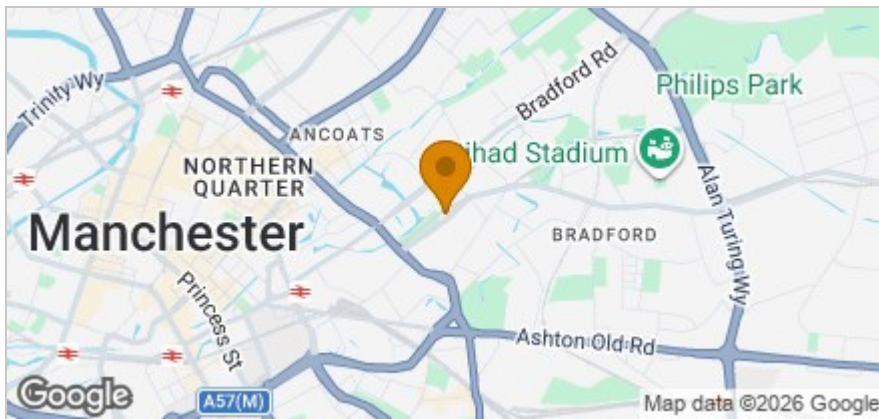 Trinity Wy
Bradford Rd
Philips Park
ANCOATS
ihad Stadium
NORTHERN
QUARTER
Alan Turing Wy
Manchester
BRADFORD
Princess St
Ashton Old Rd
Google
A57(M)
Map data ©2026 Google